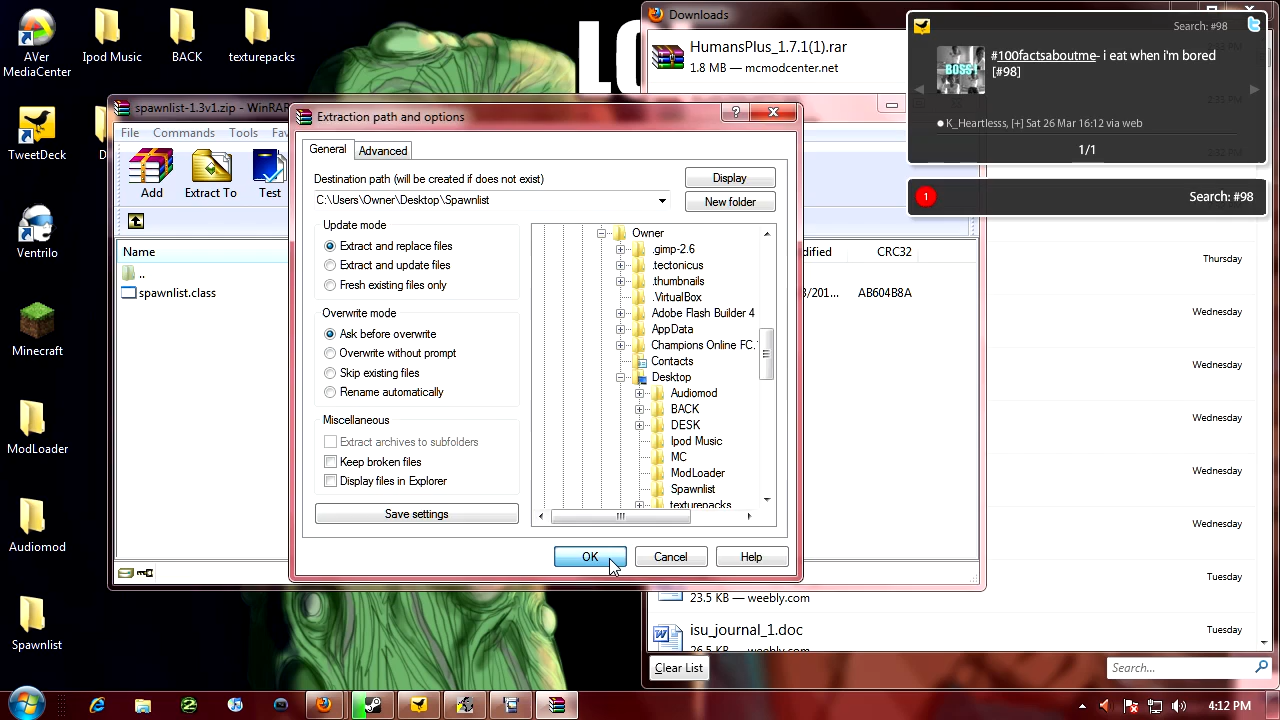 AVer
MediaCenter
Ipod Music
BACK
texturepacks
TweetDeck
Ventrilo
Minecraft
ModLoader
Audiomod
Spawnlist
LO
Downloads
HumansPlus_1.7.1(1).rar
1.8 MB — mcmodcenter.net
Search: #98
#100factsaboutme- i eat when i'm bored
[#98]
BOSS!
K_Heartlesss, [+] Sat 26 Mar 16:12 via web
1/1
1
Search: #98
spawnlist-1.3v1.zip - WinRAR
File Commands Tools
Add
Extract To
Test
Name
CRC32
..
spawnlist.class
AB604B8A
Extraction path and options
?
General
Advanced
Destination path (will be created if does not exist)
Display
C:\Users\Owner\Desktop\Spawnlist
New folder
Update mode
Extract and replace files
Extract and update files
Fresh existing files only
Overwrite mode
Ask before overwrite
Overwrite without prompt
Skip existing files
Rename automatically
Miscellaneous
Extract archives to subfolders
Keep broken files
Display files in Explorer
Save settings
Owner
.gimp-2.6
.tectonicus
.thumbnails
.VirtualBox
Adobe Flash Builder 4
AppData
Champions Online FC.
Contacts
Desktop
Audiomod
BACK
DESK
Ipod Music
MC
ModLoader
Spawnlist
texturepacks
OK
Cancel
Help
Thursday
Wednesday
Wednesday
Wednesday
Wednesday
Wednesday
Tuesday
23.5 KB — weebly.com
isu_journal_1.doc
Tuesday
26.5 KB — weebly.com
Clear List
Search...
4:12 PM